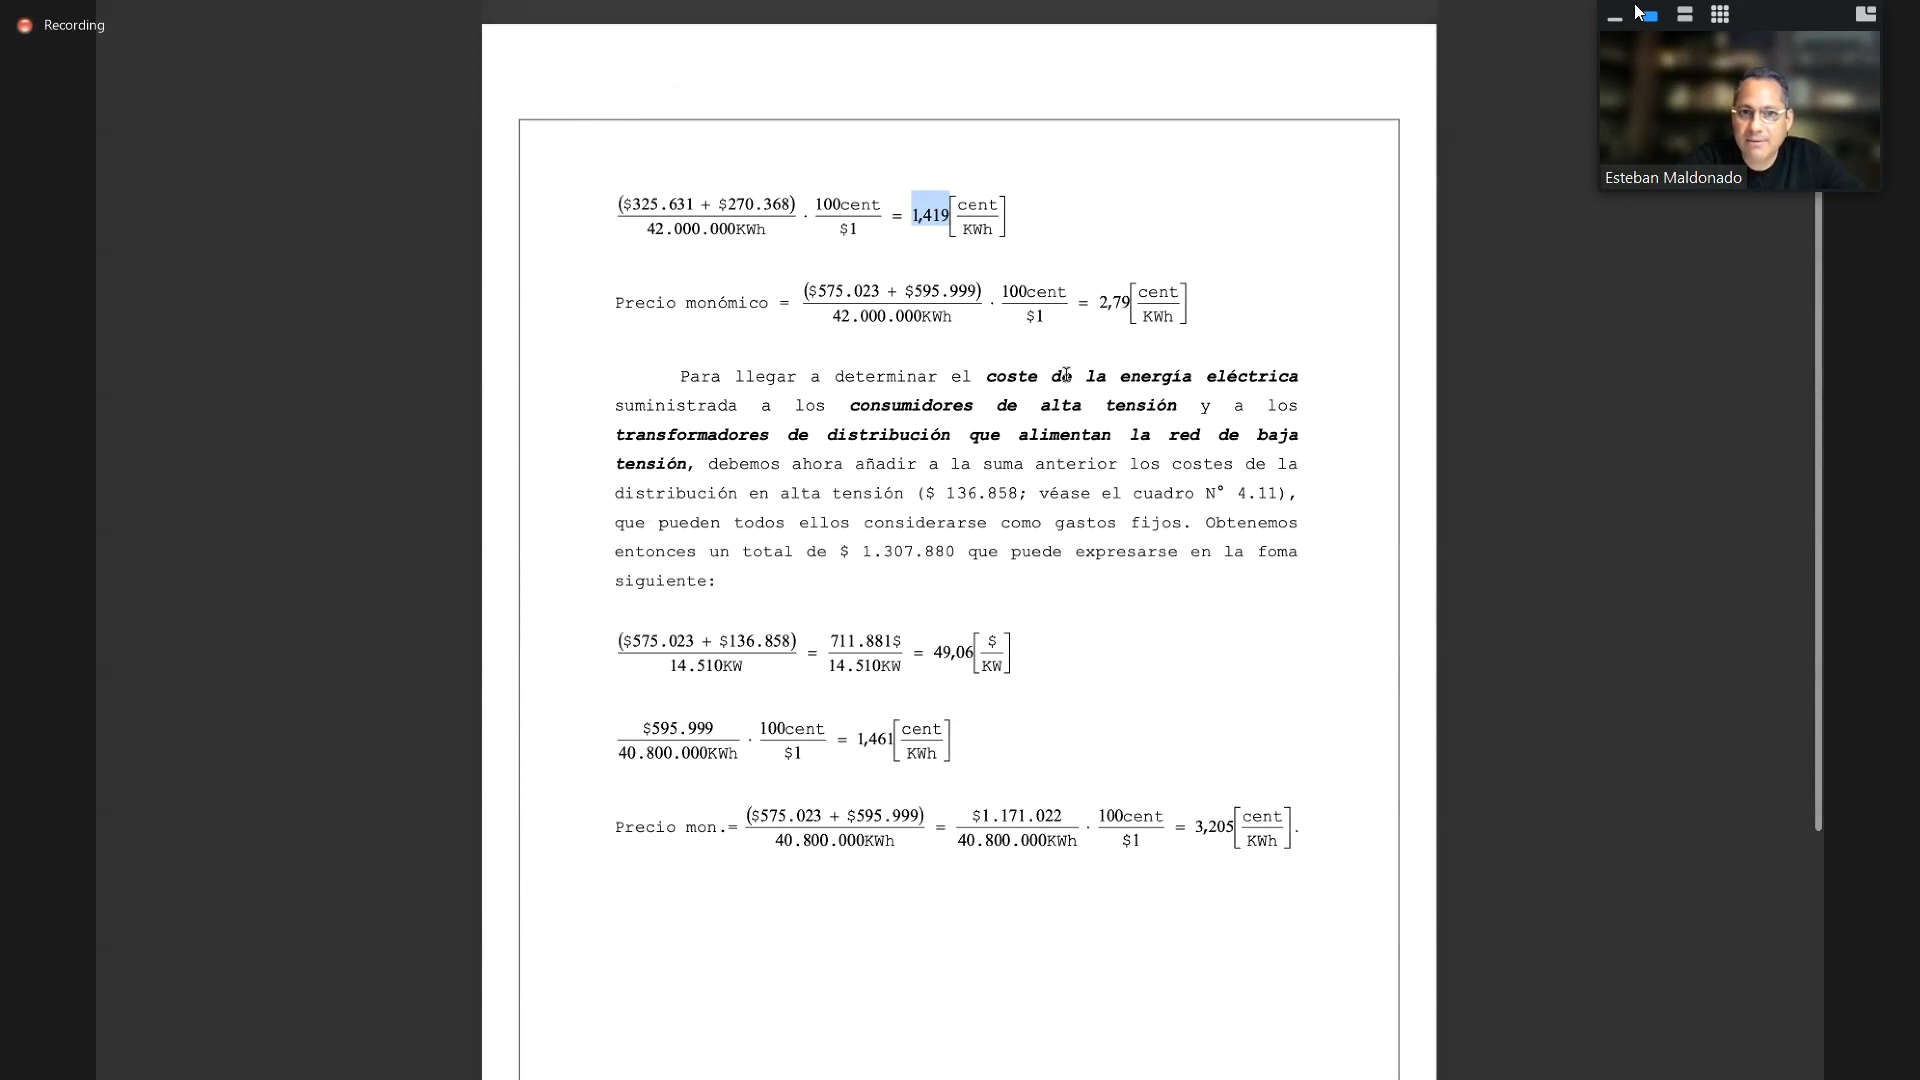 Recording
Esteban Maldonado
($325.631 + $270.368) / 42.000.000KWh · 100cent / $1 = 1,419 [cent / KWh]
Precio monómico = ($575.023 + $595.999) / 42.000.000KWh · 100cent / $1 = 2,79 [cent / KWh]
Para llegar a determinar el coste de la energía eléctrica
suministrada a los consumidores de alta tensión y a los
transformadores de distribución que alimentan la red de baja
tensión, debemos ahora añadir a la suma anterior los costes de la
distribución en alta tensión ($ 136.858; véase el cuadro N° 4.11),
que pueden todos ellos considerarse como gastos fijos. Obtenemos
entonces un total de $ 1.307.880 que puede expresarse en la foma
siguiente:
($575.023 + $136.858) / 14.510KW = 711.881$ / 14.510KW = 49,06 [$ / KW]
$595.999 / 40.800.000KWh · 100cent / $1 = 1,461 [cent / KWh]
Precio mon.= ($575.023 + $595.999) / 40.800.000KWh = $1.171.022 / 40.800.000KWh · 100cent / $1 = 3,205 [cent / KWh].